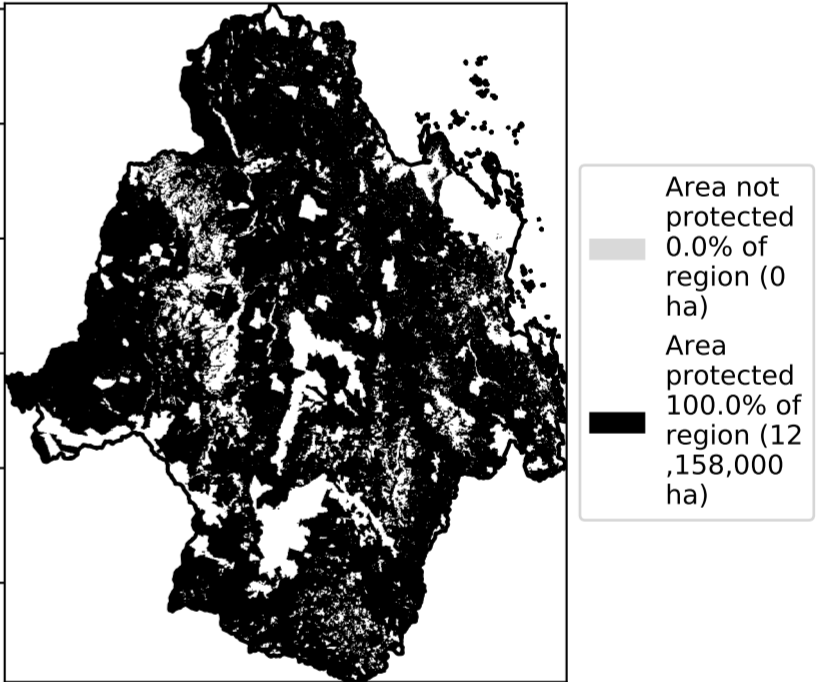 Area not
protected
0.0% of
region (0
ha)
Area
protected
100.0% of
region (12
,158,000
ha)